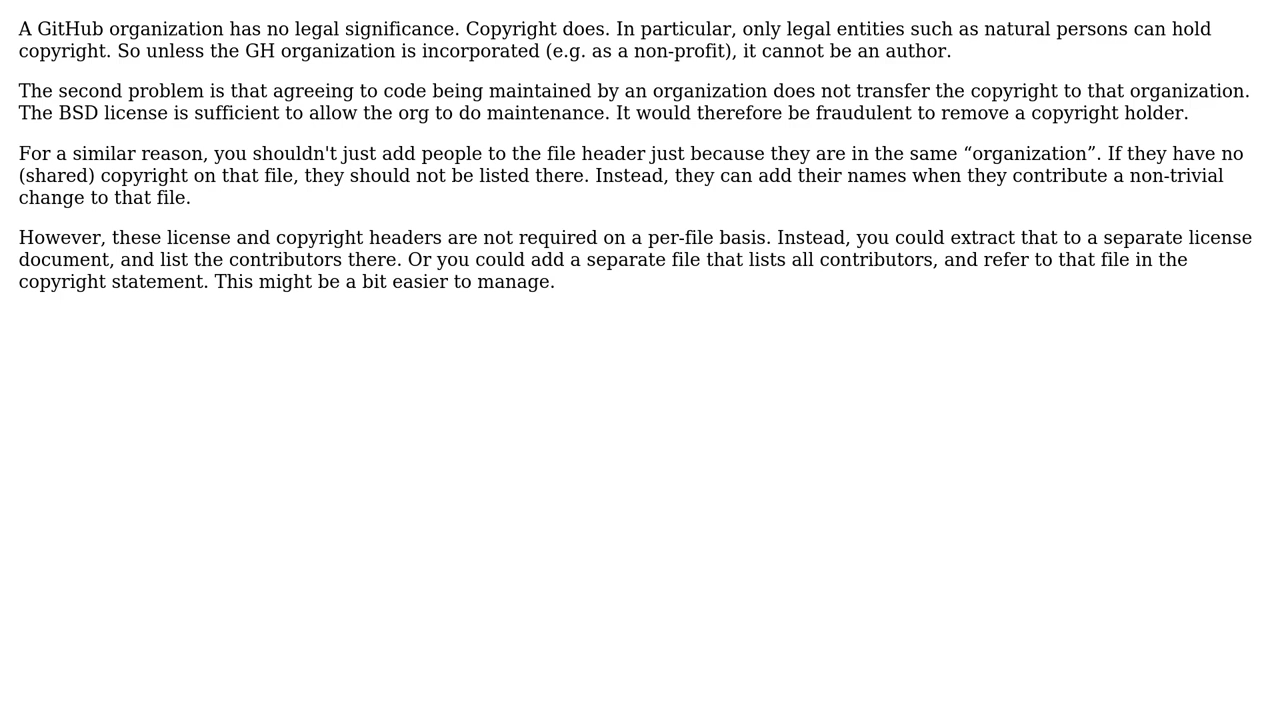 A GitHub organization has no legal significance. Copyright does. In particular, only legal entities such as natural persons can hold
copyright. So unless the GH organization is incorporated (e.g. as a non-profit), it cannot be an author.
The second problem is that agreeing to code being maintained by an organization does not transfer the copyright to that organization.
The BSD license is sufficient to allow the org to do maintenance. It would therefore be fraudulent to remove a copyright holder.
For a similar reason, you shouldn't just add people to the file header just because they are in the same “organization”. If they have no
(shared) copyright on that file, they should not be listed there. Instead, they can add their names when they contribute a non-trivial
change to that file.
However, these license and copyright headers are not required on a per-file basis. Instead, you could extract that to a separate license
document, and list the contributors there. Or you could add a separate file that lists all contributors, and refer to that file in the
copyright statement. This might be a bit easier to manage.